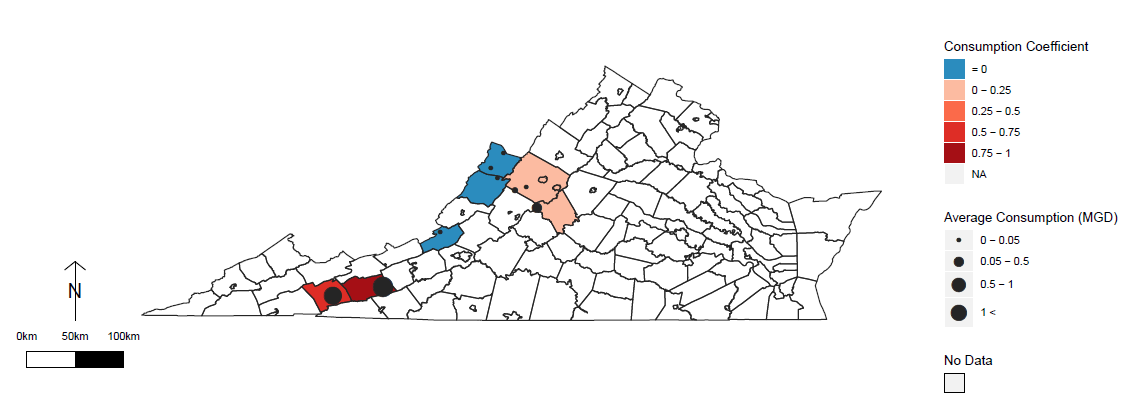 Consumption Coefficient
= 0
0 – 0.25
0.25 – 0.5
0.5 – 0.75
0.75 – 1
NA
Average Consumption (MGD)
0 – 0.05
0.05 – 0.5
0.5 – 1
1 <
No Data
N
0km 50km 100km